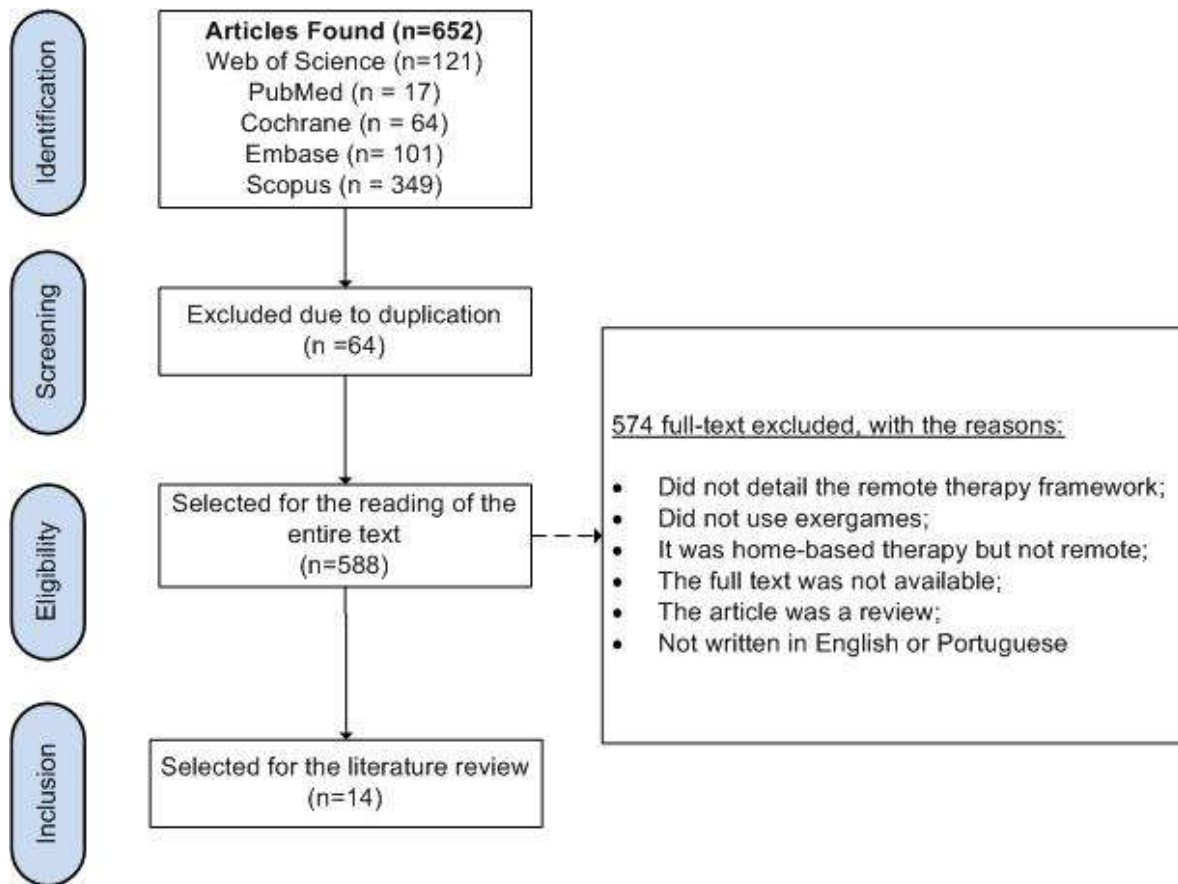 Identification
Articles Found (n=652)
Web of Science (n=121)
PubMed (n = 17)
Cochrane (n = 64)
Embase (n= 101)
Scopus (n = 349)
Screening
Excluded due to duplication
(n =64)
Eligibility
Selected for the reading of the
entire text
(n=588)
574 full-text excluded, with the reasons:
• Did not detail the remote therapy framework;
• Did not use exergames;
• It was home-based therapy but not remote;
• The full text was not available;
• The article was a review;
• Not written in English or Portuguese
Inclusion
Selected for the literature review
(n=14)